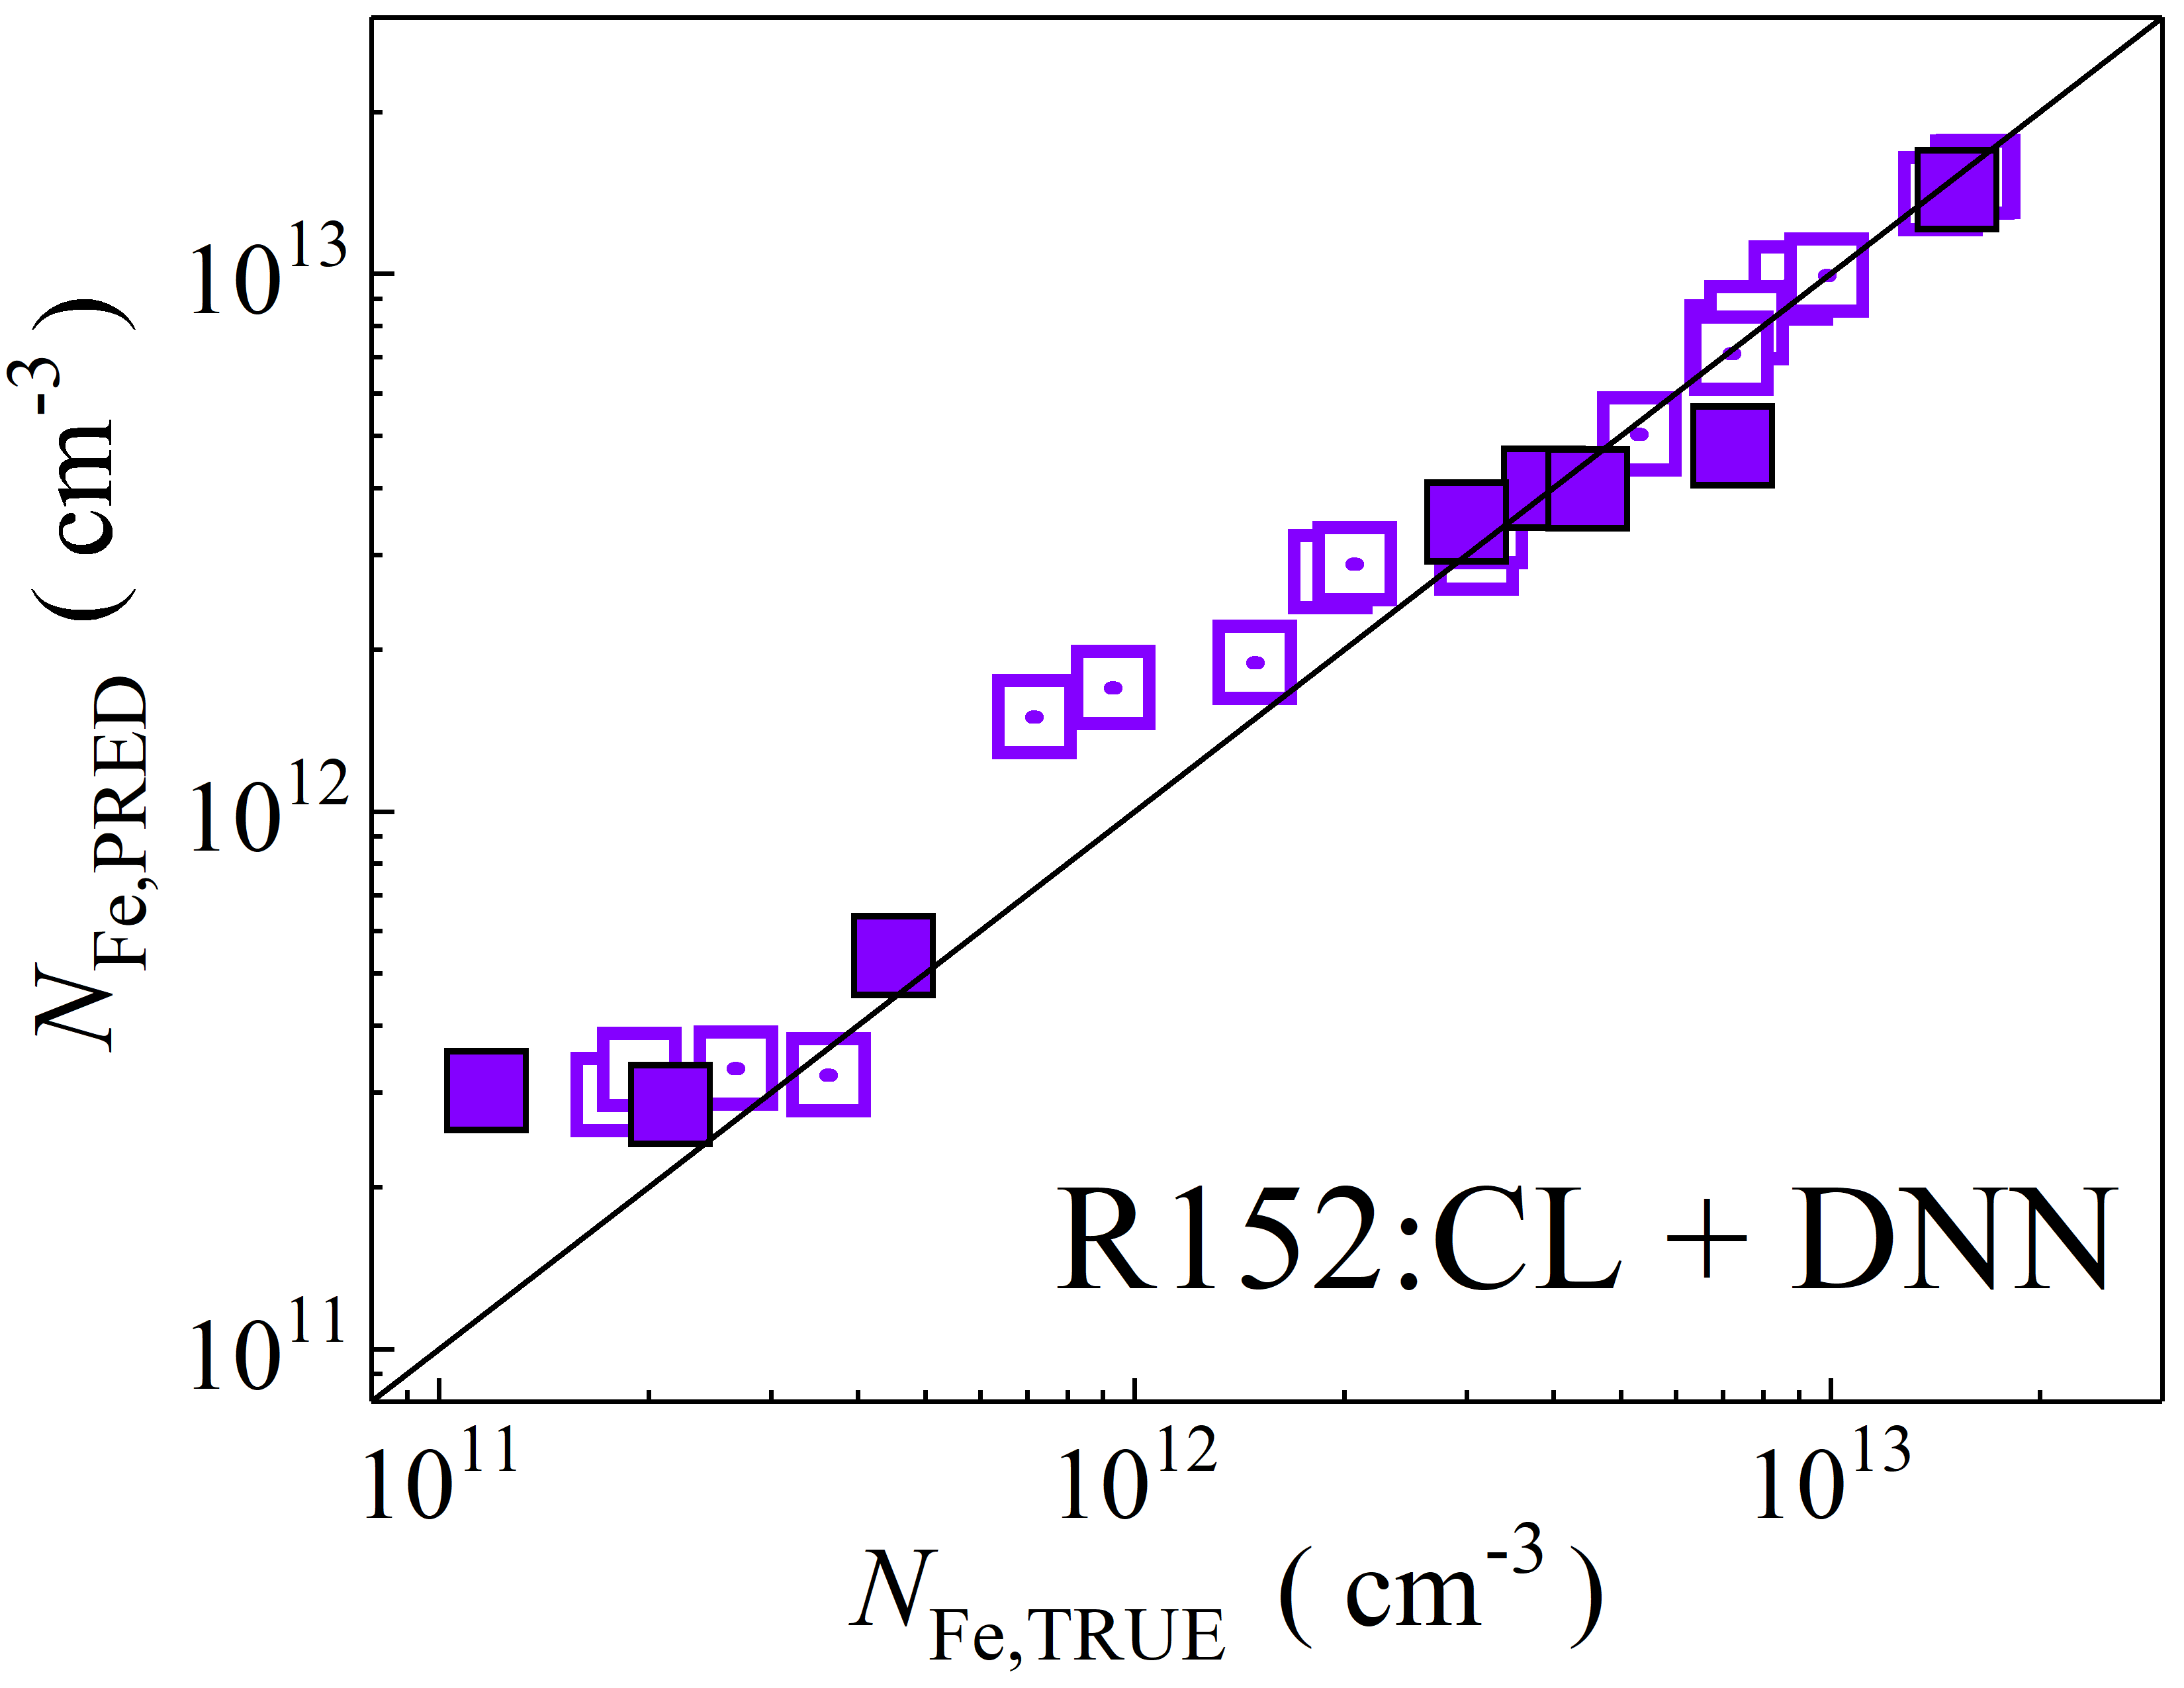 N_Fe,PRED ( cm^-3 )
10^13
10^12
10^11
R152:CL + DNN
10^11 10^12 10^13
N_Fe,TRUE ( cm^-3 )